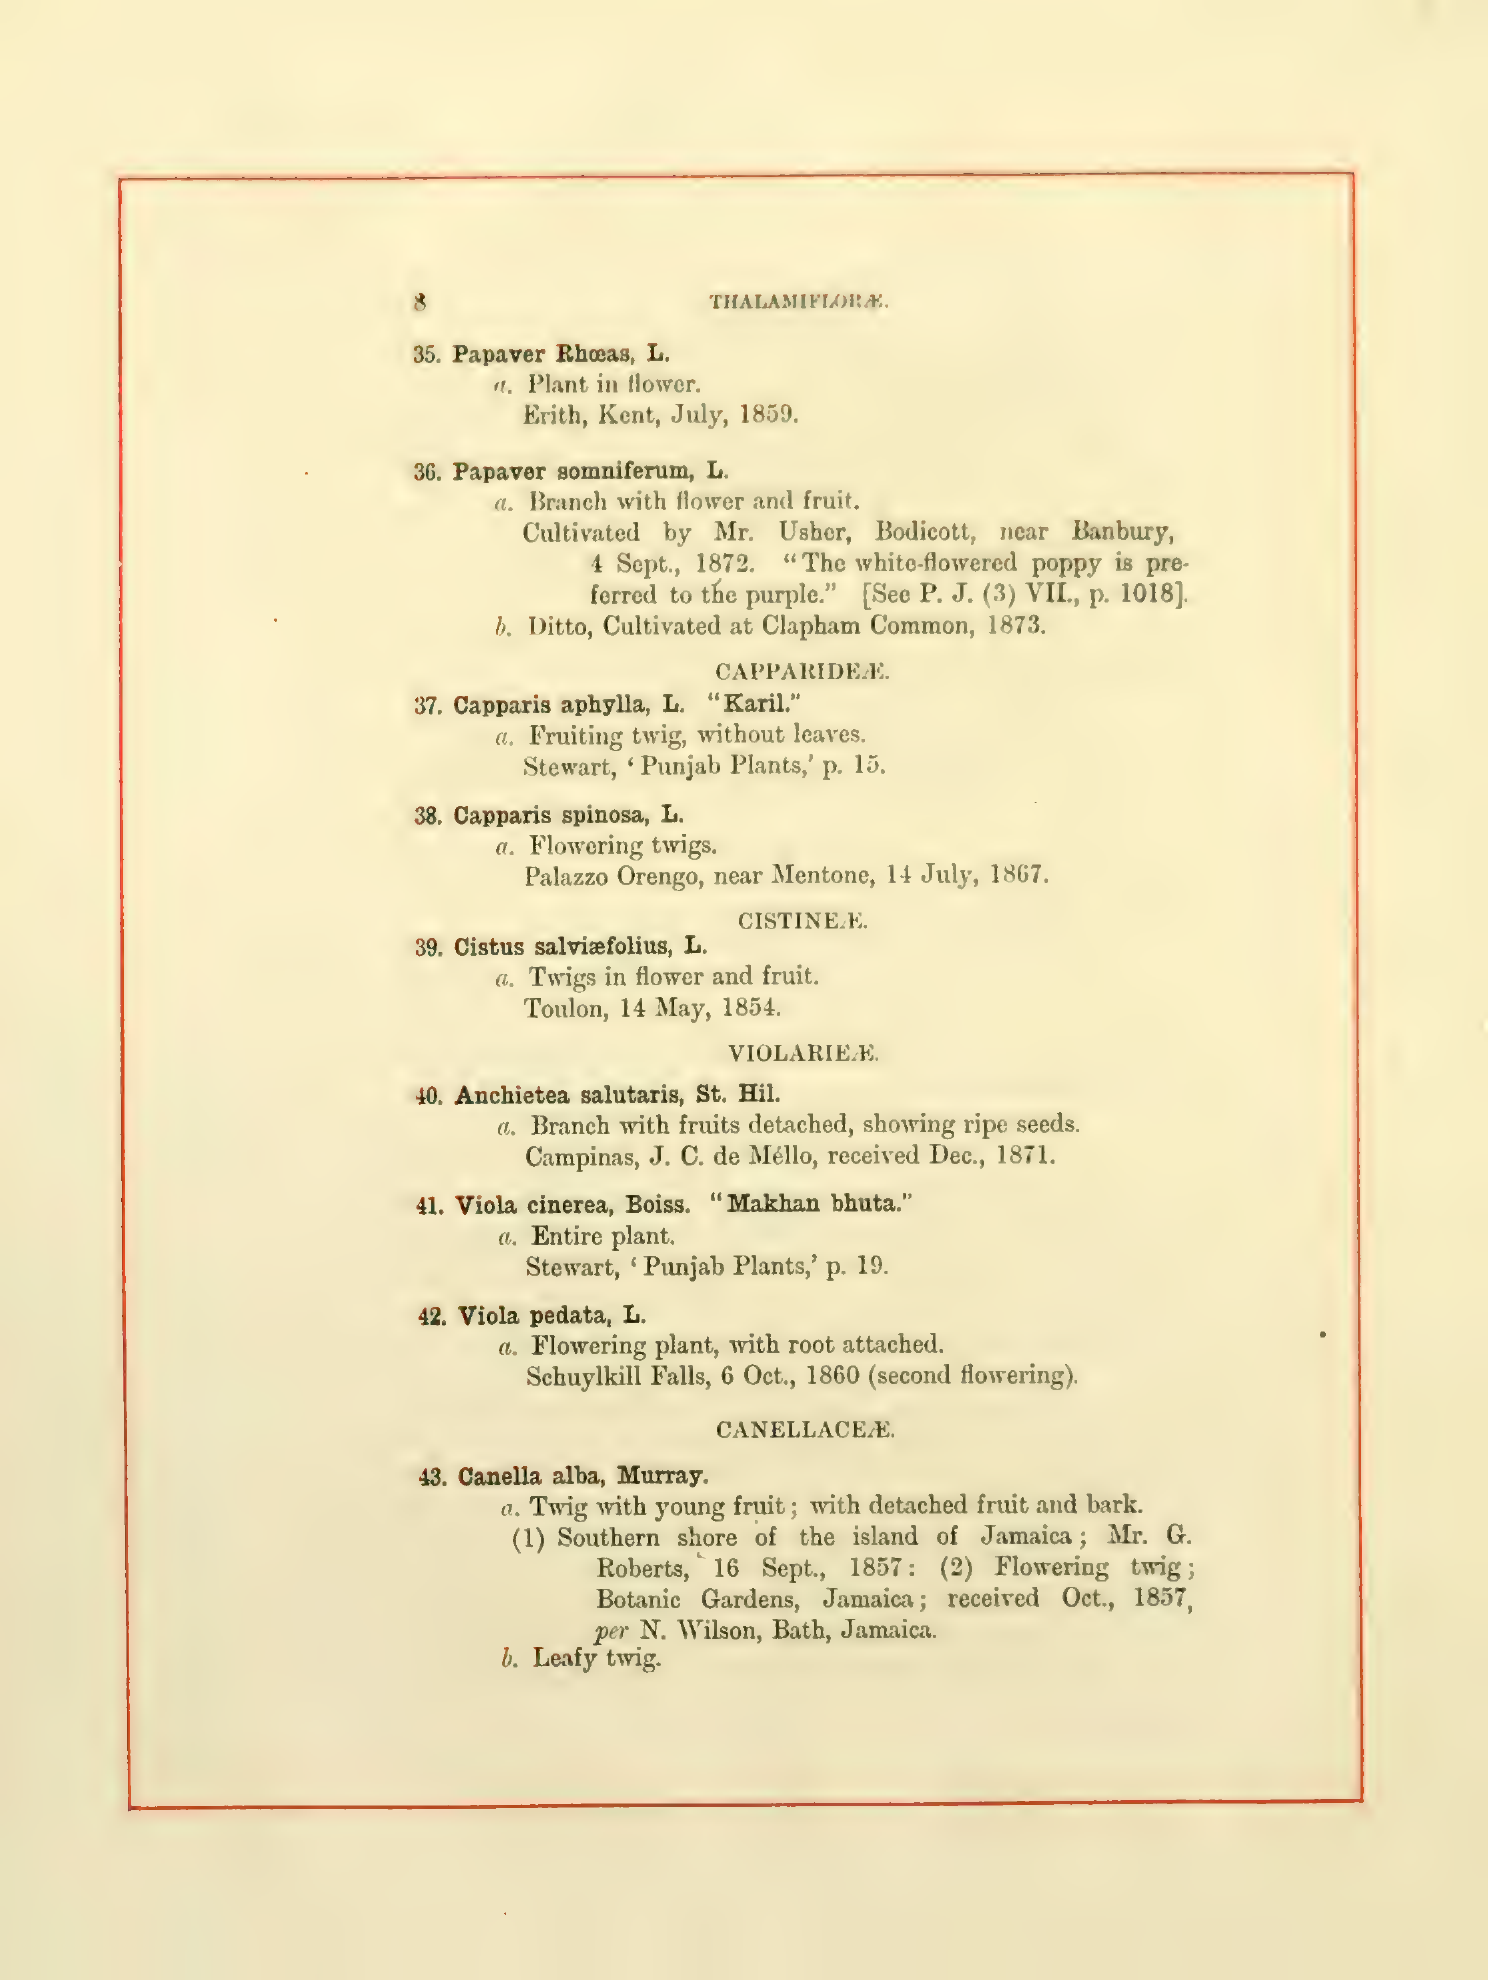 8 THALAMIFLORÆ.
35. Papaver Rhœas, L.
a. Plant in flower.
Erith, Kent, July, 1859.
36. Papaver somniferum, L.
a. Branch with flower and fruit.
Cultivated by Mr. Usher, Bodicott, near Banbury,
4 Sept., 1872. “The white-flowered poppy is pre-
ferred to the purple.” [See P. J. (3) VII., p. 1018].
b. Ditto, Cultivated at Clapham Common, 1873.
CAPPARIDEÆ.
37. Capparis aphylla, L. “Karil.”
a. Fruiting twig, without leaves.
Stewart, ‘Punjab Plants,’ p. 15.
38. Capparis spinosa, L.
a. Flowering twigs.
Palazzo Orengo, near Mentone, 14 July, 1867.
CISTINEÆ.
39. Cistus salviæfolius, L.
a. Twigs in flower and fruit.
Toulon, 14 May, 1854.
VIOLARIEÆ.
40. Anchietea salutaris, St. Hil.
a. Branch with fruits detached, showing ripe seeds.
Campinas, J. C. de Méllo, received Dec., 1871.
41. Viola cinerea, Boiss. “Makhan bhuta.”
a. Entire plant.
Stewart, ‘Punjab Plants,’ p. 19.
42. Viola pedata, L.
a. Flowering plant, with root attached.
Schuylkill Falls, 6 Oct., 1860 (second flowering).
CANELLACEÆ.
43. Canella alba, Murray.
a. Twig with young fruit; with detached fruit and bark.
(1) Southern shore of the island of Jamaica; Mr. G.
Roberts, 16 Sept., 1857: (2) Flowering twig;
Botanic Gardens, Jamaica; received Oct., 1857,
per N. Wilson, Bath, Jamaica.
b. Leafy twig.